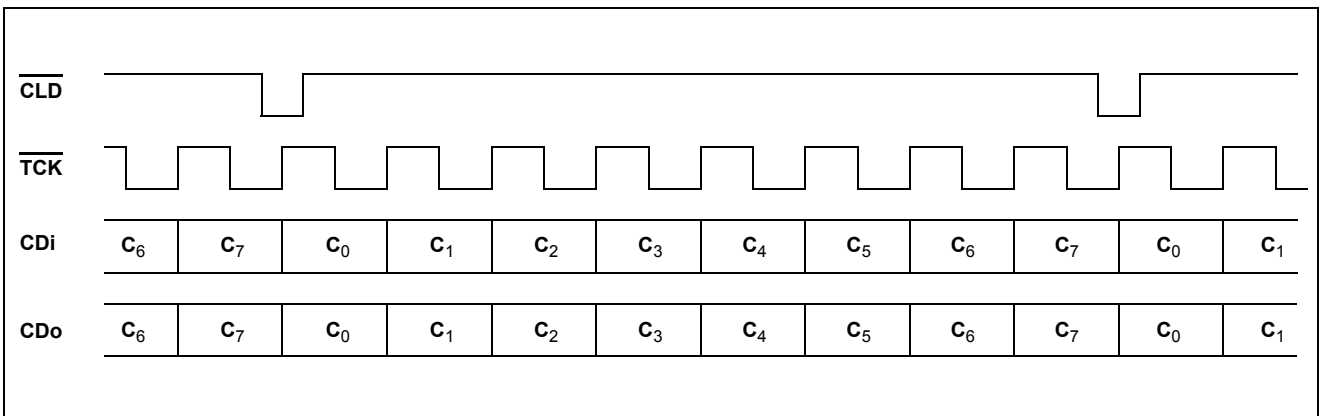 CLD
TCK
CDi C₆ C₇ C₀ C₁ C₂ C₃ C₄ C₅ C₆ C₇ C₀ C₁
CDo C₆ C₇ C₀ C₁ C₂ C₃ C₄ C₅ C₆ C₇ C₀ C₁